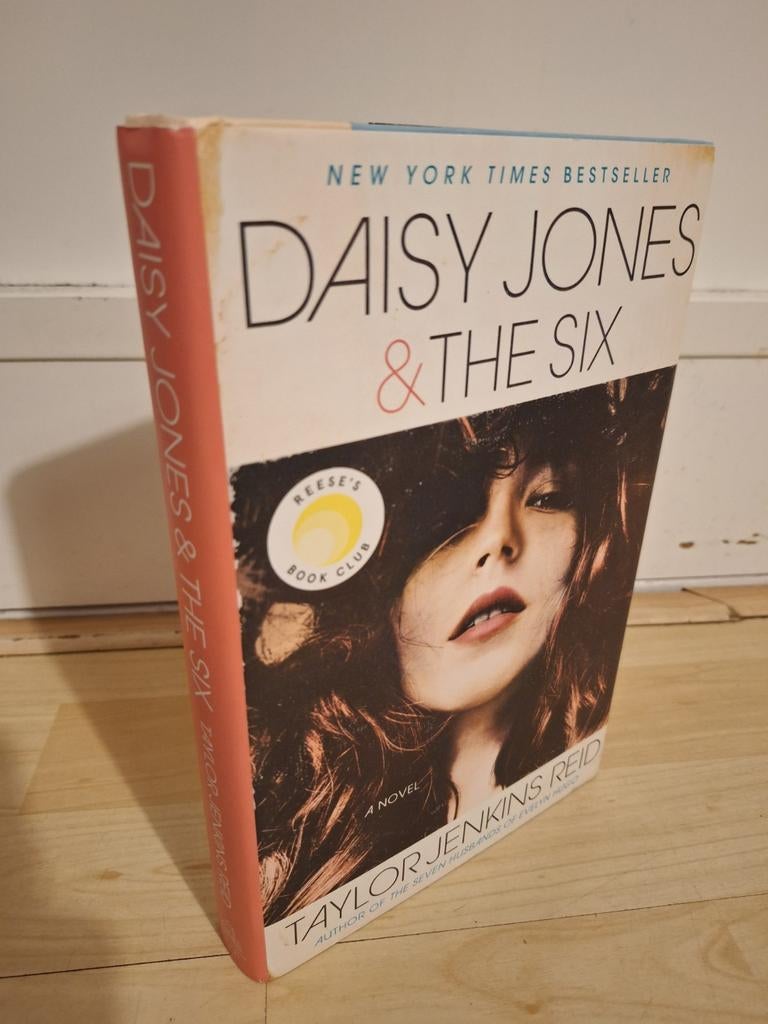 DAISY JONES & THE SIX TAYLOR JENKINS REID
NEW YORK TIMES BESTSELLER
DAISY JONES
& THE SIX
REESE'S
BOOK CLUB
A NOVEL
TAYLOR JENKINS REID
AUTHOR OF THE SEVEN HUSBANDS OF EVELYN HUGO